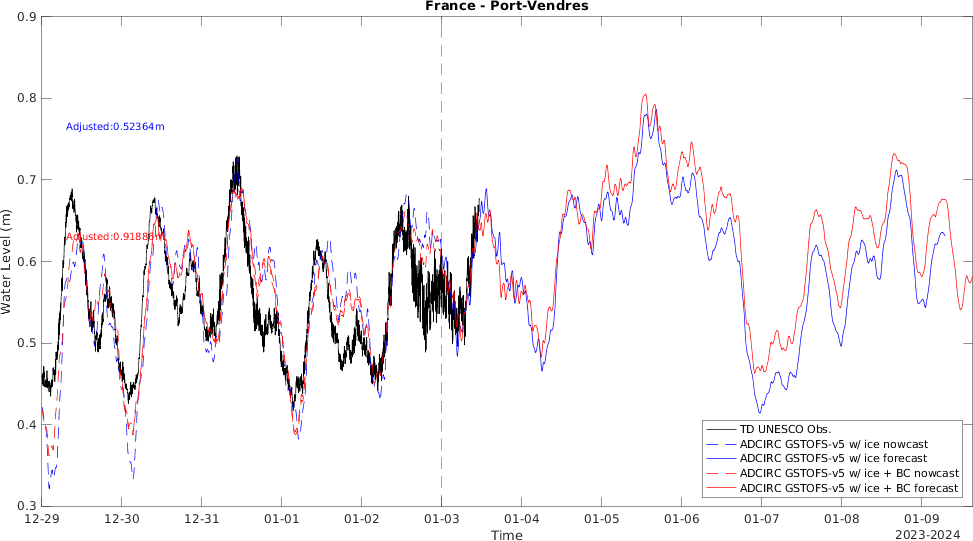 France - Port-Vendres
0.9
0.8
0.7
0.6
0.5
0.4
0.3
Water Level (m)
Adjusted:0.52364m
Adjusted:0.91886m
TD UNESCO Obs.
ADCIRC GSTOFS-v5 w/ ice nowcast
ADCIRC GSTOFS-v5 w/ ice forecast
ADCIRC GSTOFS-v5 w/ ice + BC nowcast
ADCIRC GSTOFS-v5 w/ ice + BC forecast
12-29 12-30 12-31 01-01 01-02 01-03 01-04 01-05 01-06 01-07 01-08 01-09
Time
2023-2024